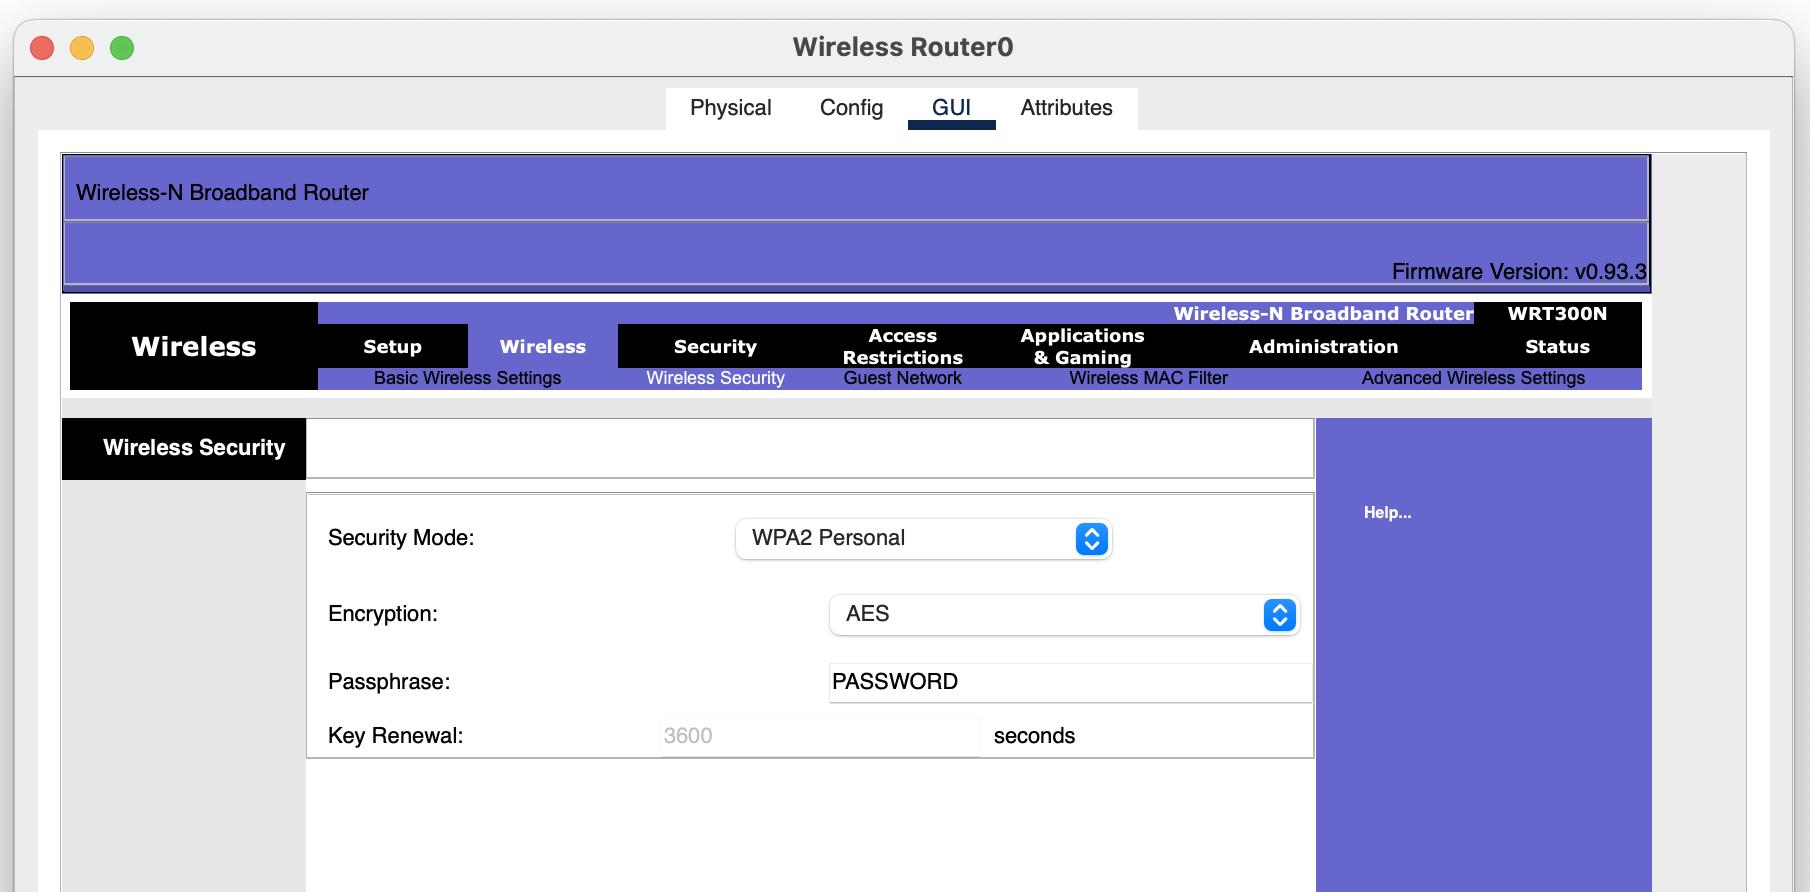 Wireless Router0
Physical Config GUI Attributes
Wireless-N Broadband Router
Firmware Version: v0.93.3
Wireless-N Broadband Router WRT300N
Wireless Setup Wireless Security Access Restrictions Applications & Gaming Administration Status
Basic Wireless Settings Wireless Security Guest Network Wireless MAC Filter Advanced Wireless Settings
Wireless Security
Help...
Security Mode: WPA2 Personal
Encryption: AES
Passphrase: PASSWORD
Key Renewal: 3600 seconds